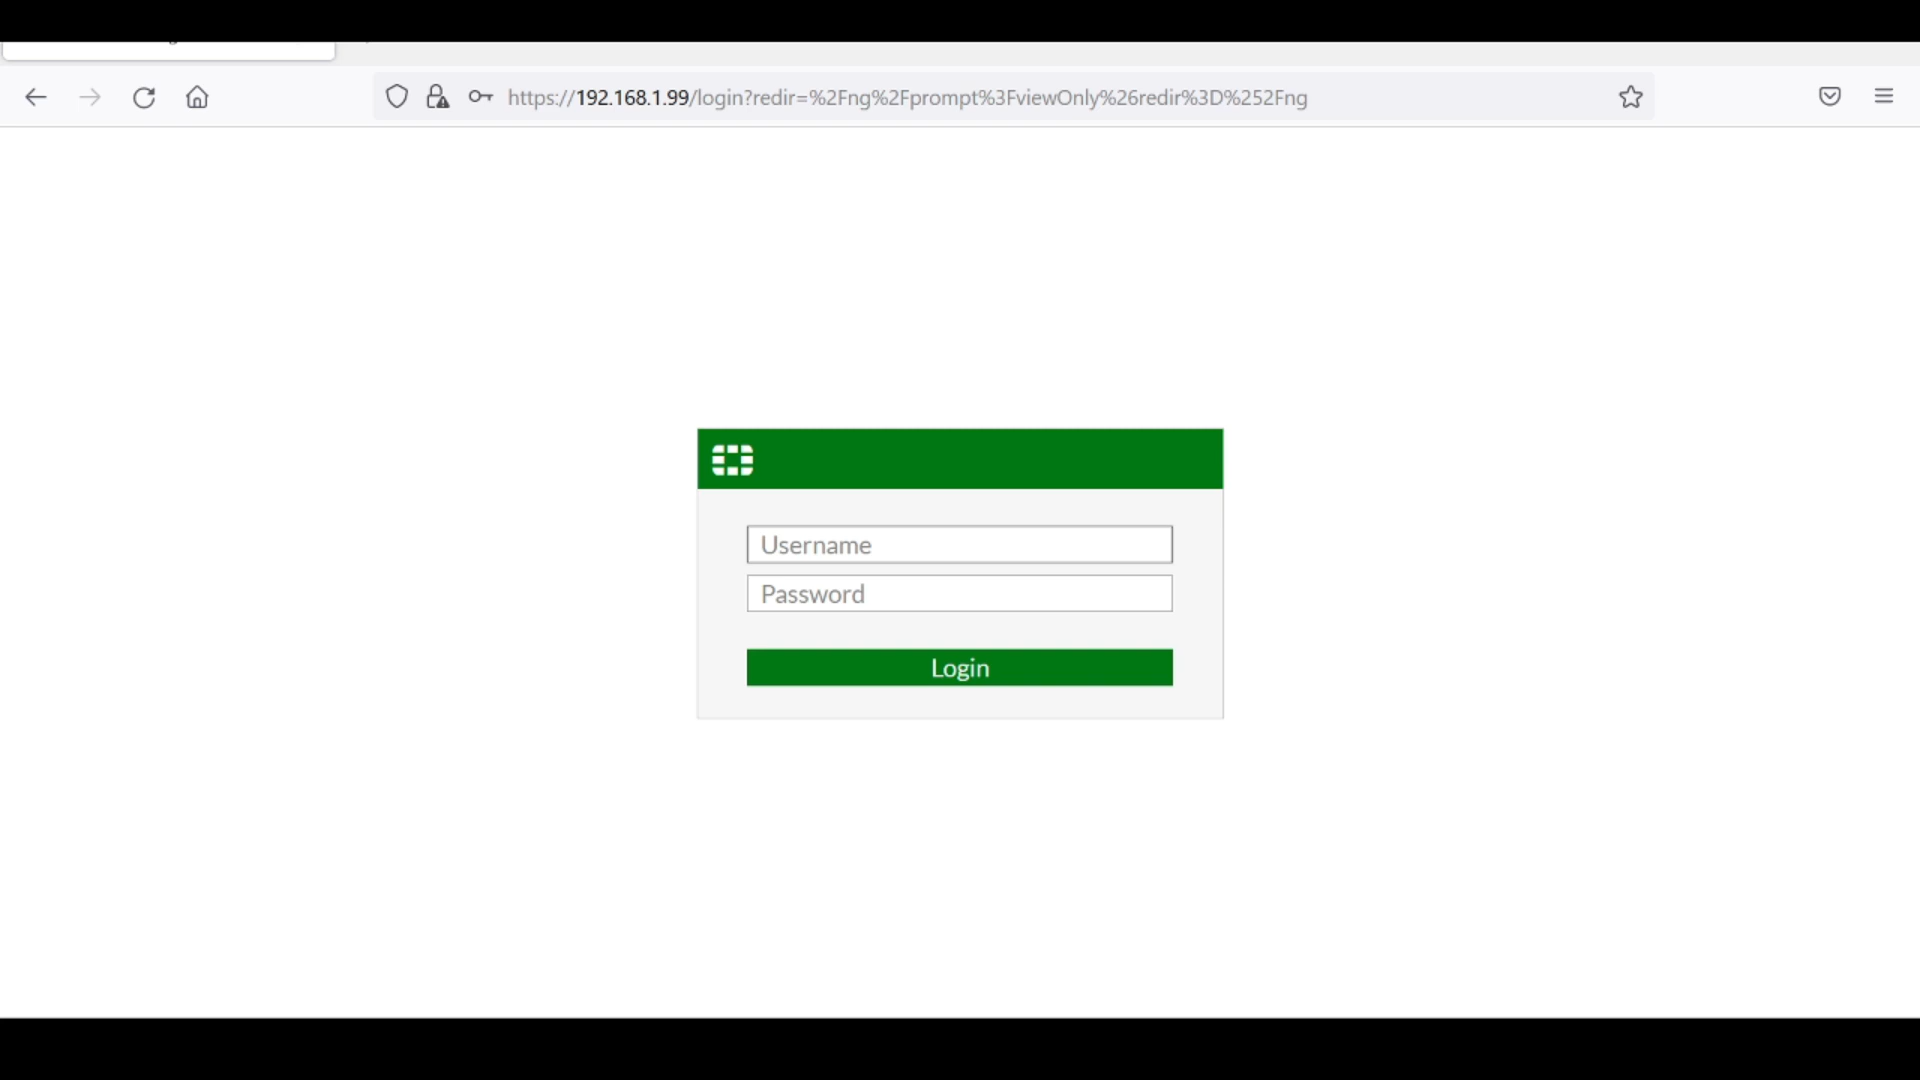 https://192.168.1.99/login?redir=%2Fng%2Fprompt%3FviewOnly%26redir%3D%252Fng
Username
Password
Login